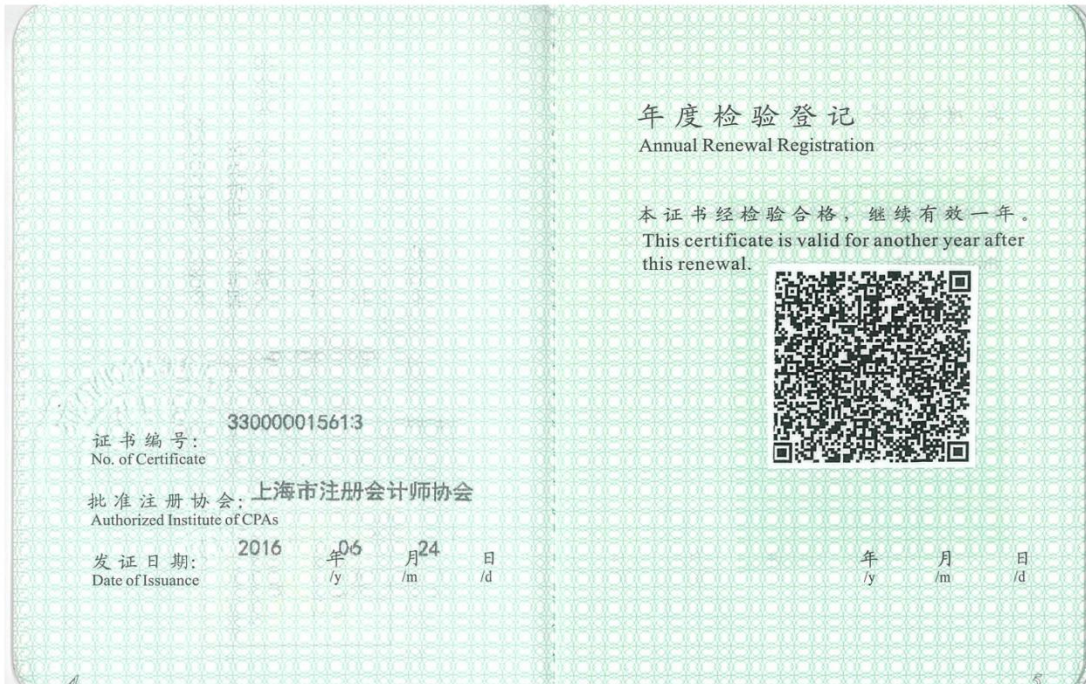 证书编号: 330000015613
No. of Certificate
批准注册协会: 上海市注册会计师协会
Authorized Institute of CPAs
发证日期: 2016 年 06 月 24 日
Date of Issuance /y /m /d
年度检验登记
Annual Renewal Registration
本证书经检验合格，继续有效一年。
This certificate is valid for another year after
this renewal.
年 月 日
/y /m /d